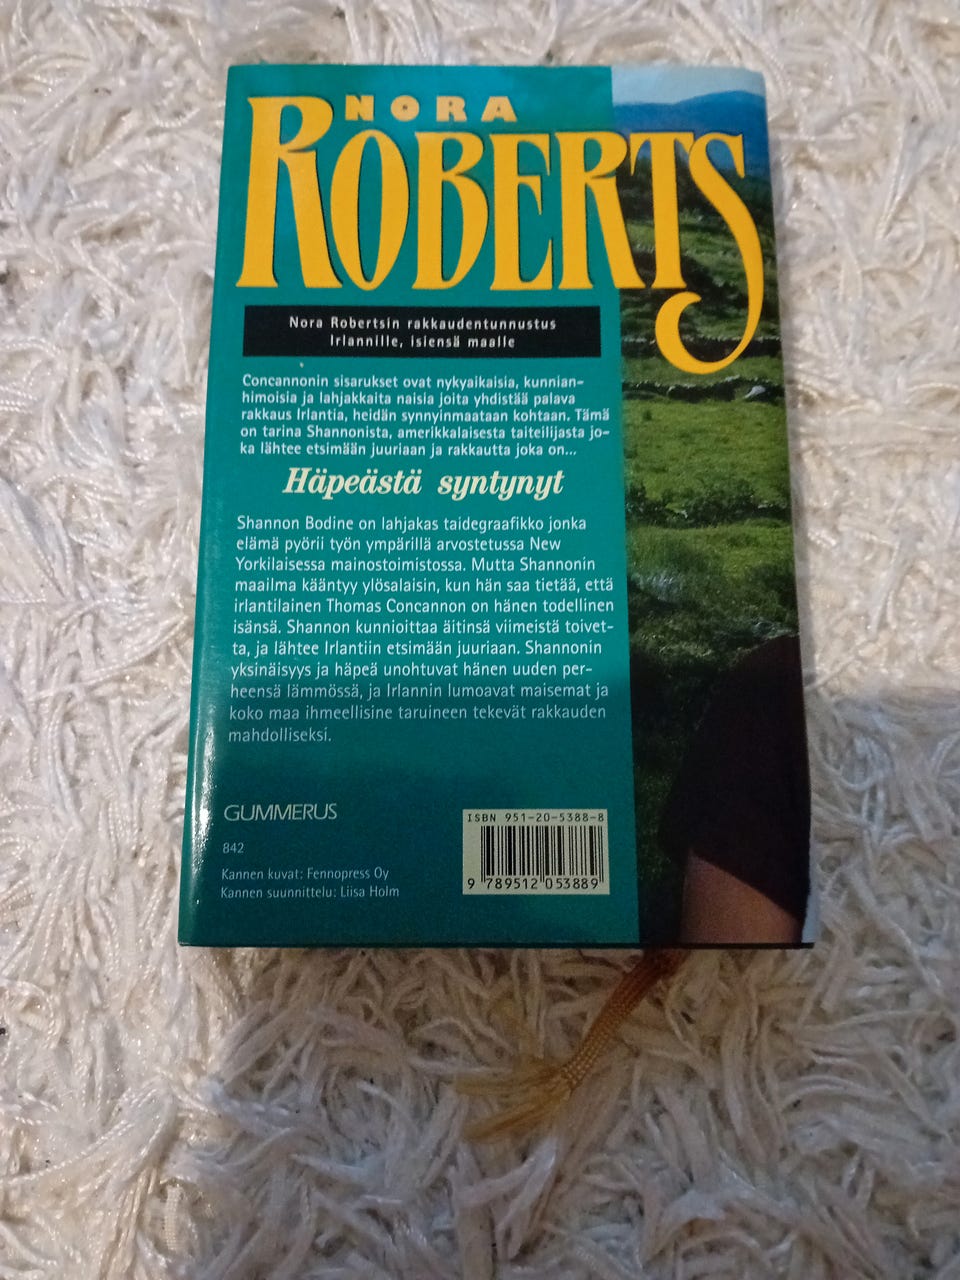 NORA
ROBERTS
Nora Robertsin rakkaudentunnustus
Irlannille, isiensä maalle
Concannonin sisarukset ovat nykyaikaisia, kunnian-
himoisia ja lahjakkaita naisia joita yhdistää palava
rakkaus Irlantia, heidän synnyinmaataan kohtaan. Tämä
on tarina Shannonista, amerikkalaisesta taiteilijasta jo-
ka lähtee etsimään juuriaan ja rakkautta joka on...
Häpeästä syntynyt
Shannon Bodine on lahjakas taidegraafikko jonka
elämä pyörii työn ympärillä arvostetussa New
Yorkilaisessa mainostoimistossa. Mutta Shannonin
maailma kääntyy ylösalaisin, kun hän saa tietää, että
irlantilainen Thomas Concannon on hänen todellinen
isänsä. Shannon kunnioittaa äitinsä viimeistä toivet-
ta, ja lähtee Irlantiin etsimään juuriaan. Shannonin
yksinäisyys ja häpeä unohtuvat hänen uuden per-
heensä lämmössä, ja Irlannin lumoavat maisemat ja
koko maa ihmeellisine taruineen tekevät rakkauden
mahdolliseksi.
GUMMERUS
842
Kannen kuvat: Fennopress Oy
Kannen suunnittelu: Liisa Holm
ISBN 951-20-5388-8
9 789512 053889